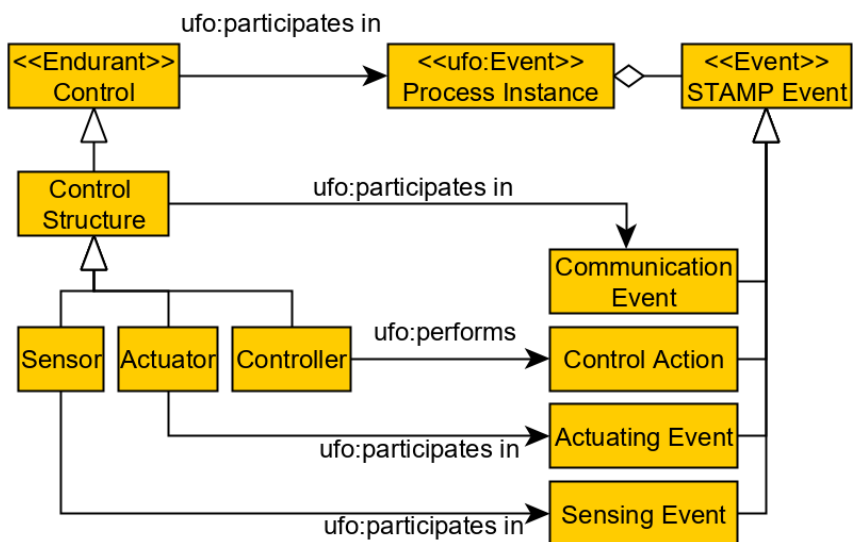 ufo:participates in
<<Endurant>>
Control
<<ufo:Event>>
Process Instance
<<Event>>
STAMP Event
Control
Structure
ufo:participates in
Communication
Event
Sensor
Actuator
Controller
ufo:performs
Control Action
ufo:participates in
Actuating Event
ufo:participates in
Sensing Event